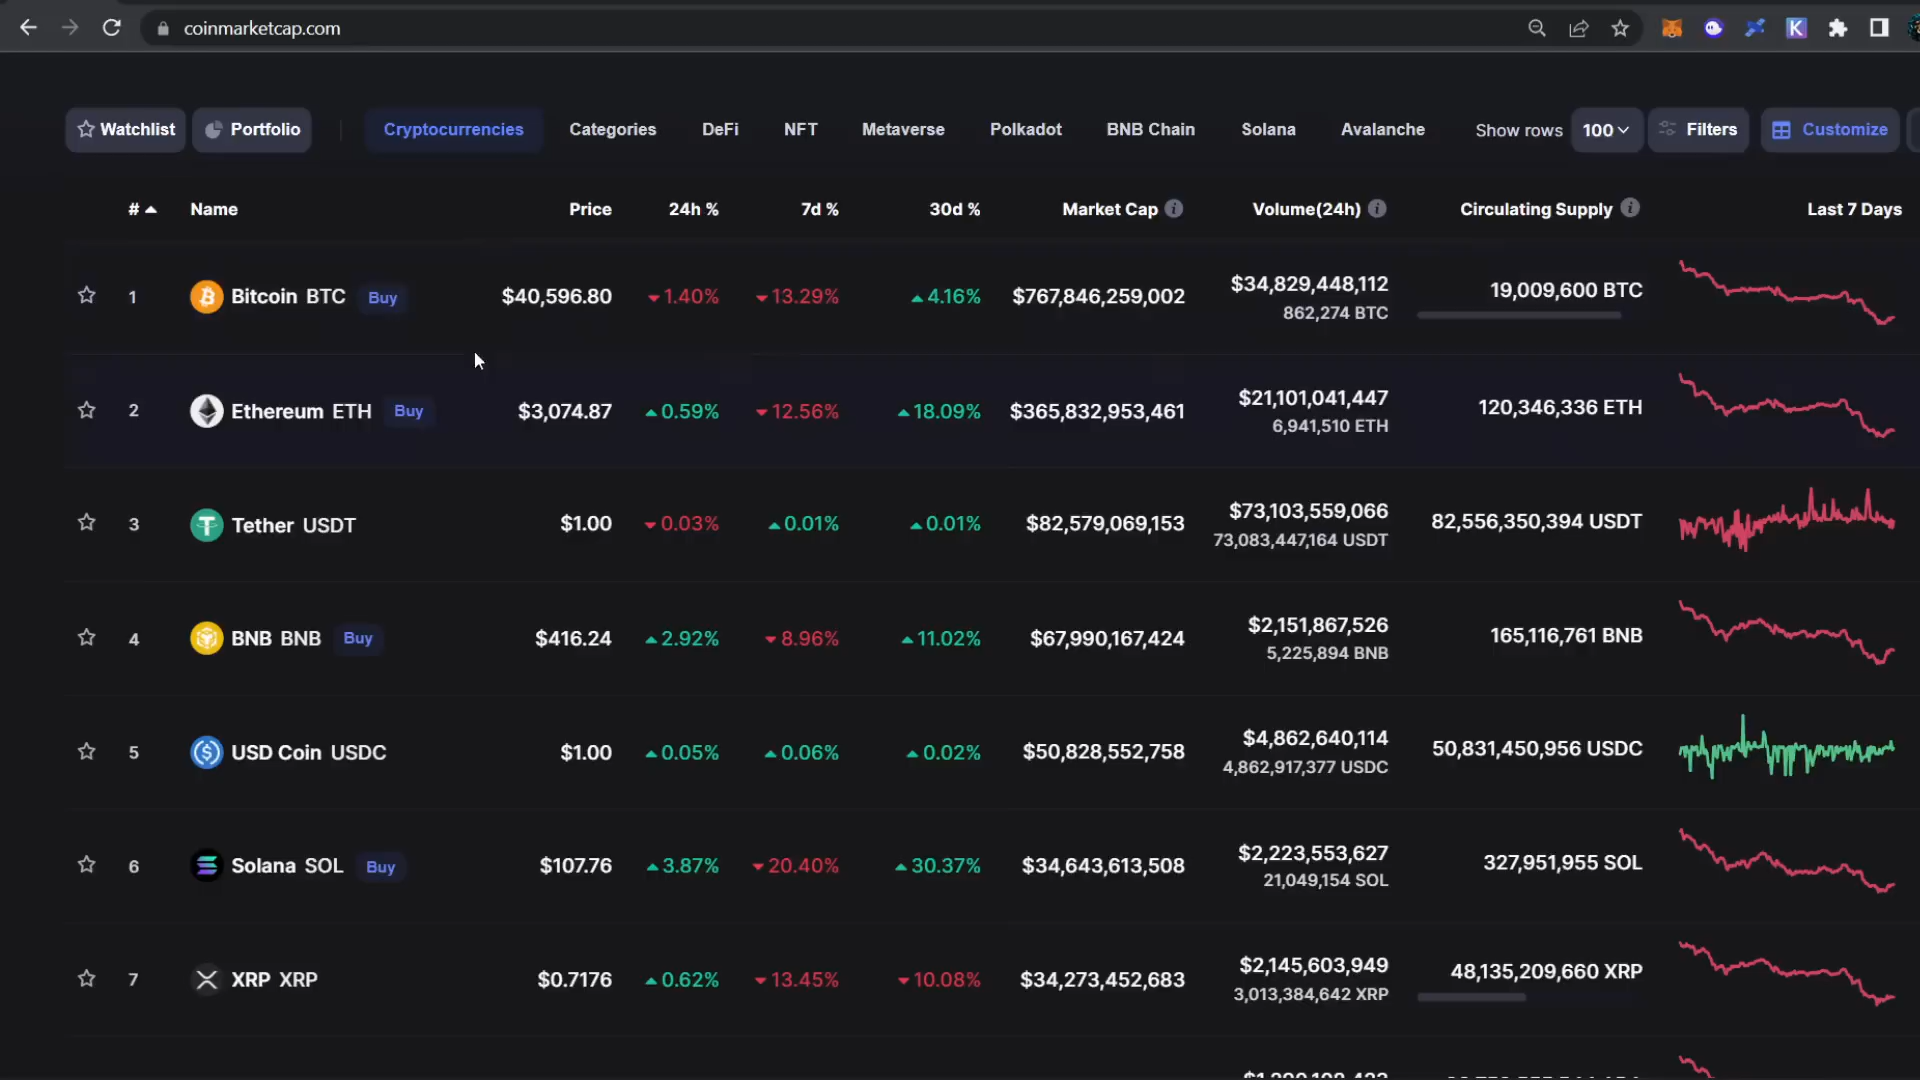 coinmarketcap.com
K
Watchlist Portfolio Cryptocurrencies Categories DeFi NFT Metaverse Polkadot BNB Chain Solana Avalanche Show rows 100 Filters Customize
# Name Price 24h % 7d % 30d % Market Cap Volume(24h) Circulating Supply Last 7 Days
1 Bitcoin BTC Buy $40,596.80 1.40% 13.29% 4.16% $767,846,259,002 $34,829,448,112 19,009,600 BTC
862,274 BTC
2 Ethereum ETH Buy $3,074.87 0.59% 12.56% 18.09% $365,832,953,461 $21,101,041,447 120,346,336 ETH
6,941,510 ETH
3 Tether USDT $1.00 0.03% 0.01% 0.01% $82,579,069,153 $73,103,559,066 82,556,350,394 USDT
73,083,447,164 USDT
4 BNB BNB Buy $416.24 2.92% 8.96% 11.02% $67,990,167,424 $2,151,867,526 165,116,761 BNB
5,225,894 BNB
5 USD Coin USDC $1.00 0.05% 0.06% 0.02% $50,828,552,758 $4,862,640,114 50,831,450,956 USDC
4,862,917,377 USDC
6 Solana SOL Buy $107.76 3.87% 20.40% 30.37% $34,643,613,508 $2,223,553,627 327,951,955 SOL
21,049,154 SOL
7 XRP XRP $0.7176 0.62% 13.45% 10.08% $34,273,452,683 $2,145,603,949 48,135,209,660 XRP
3,013,384,642 XRP